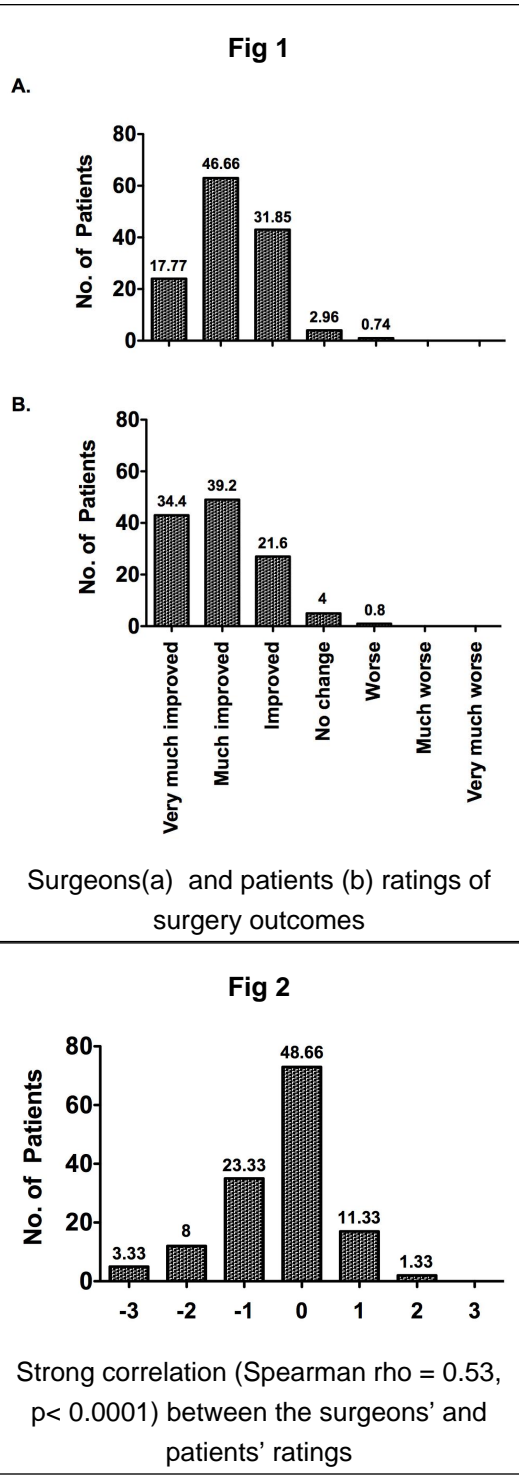 Fig 1
A.
No. of Patients
80
60
40
20
0
17.77
46.66
31.85
2.96
0.74
B.
No. of Patients
80
60
40
20
0
34.4
39.2
21.6
4
0.8
Very much improved
Much improved
Improved
No change
Worse
Much worse
Very much worse
Surgeons(a) and patients (b) ratings of
surgery outcomes
Fig 2
No. of Patients
80
60
40
20
0
3.33
8
23.33
48.66
11.33
1.33
-3
-2
-1
0
1
2
3
Strong correlation (Spearman rho = 0.53,
p< 0.0001) between the surgeons' and
patients' ratings